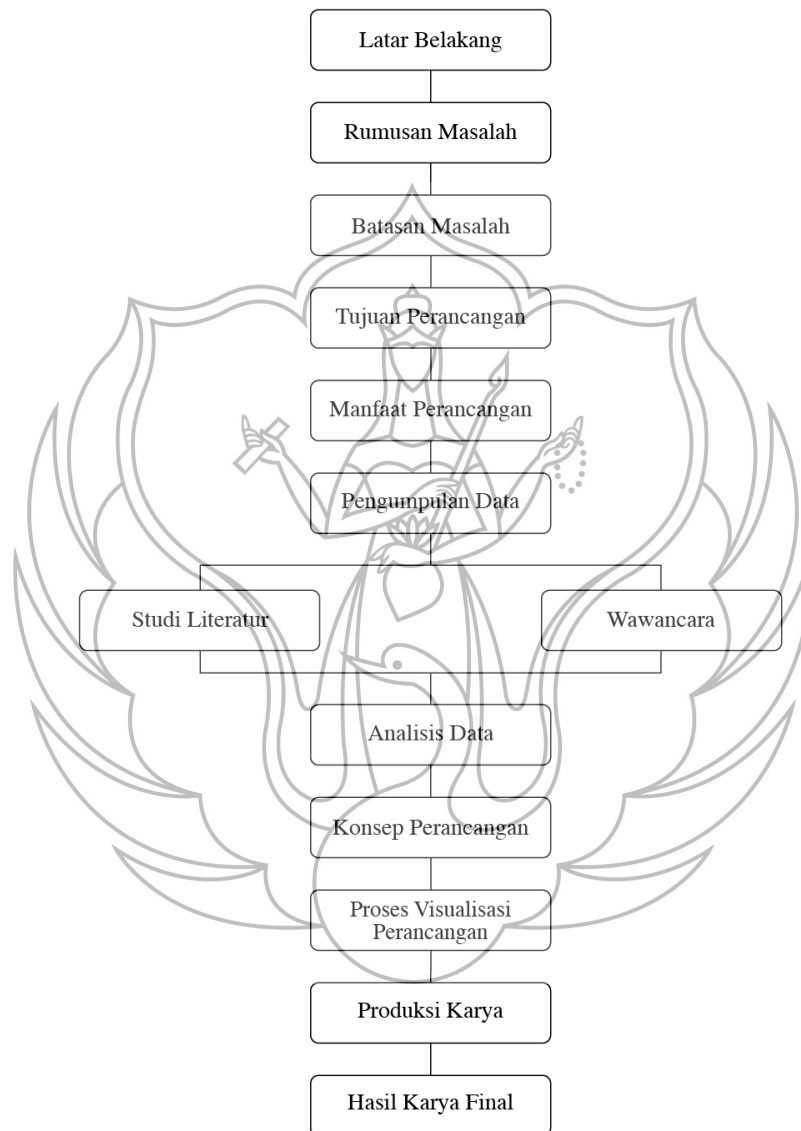 Latar Belakang
Rumusan Masalah
Batasan Masalah
Tujuan Perancangan
Manfaat Perancangan
Pengumpulan Data
Studi Literatur
Wawancara
Analisis Data
Konsep Perancangan
Proses Visualisasi
Perancangan
Produksi Karya
Hasil Karya Final